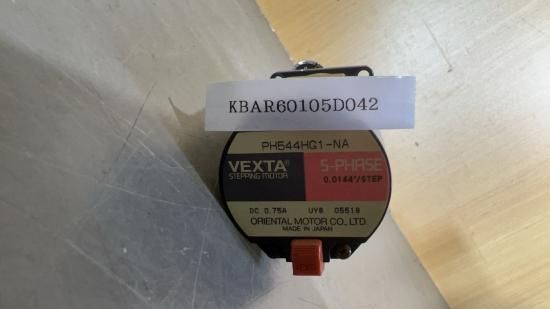 KBAR60105D042
PH544HG1-NA
VEXTA®
STEPPING MOTOR
5-PHASE
0.0144°/STEP
DC 0.75A UY8 05518
ORIENTAL MOTOR CO., LTD.
MADE IN JAPAN